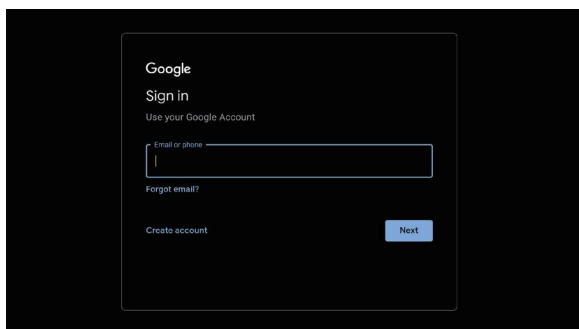 Google
Sign in
Use your Google Account
Email or phone
Forgot email?
Create account
Next